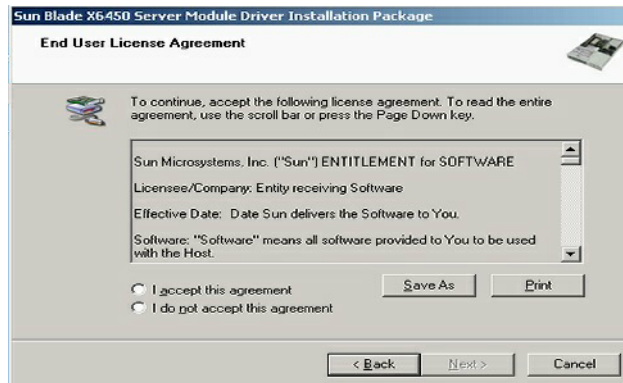 Sun Blade X6450 Server Module Driver Installation Package
End User License Agreement
To continue, accept the following license agreement. To read the entire
agreement, use the scroll bar or press the Page Down key.
Sun Microsystems, Inc. ("Sun") ENTITLEMENT for SOFTWARE
Licensee/Company: Entity receiving Software
Effective Date: Date Sun delivers the Software to You.
Software: "Software" means all software provided to You to be used
with the Host.
I accept this agreement
I do not accept this agreement
Save As
Print
< Back
Next >
Cancel